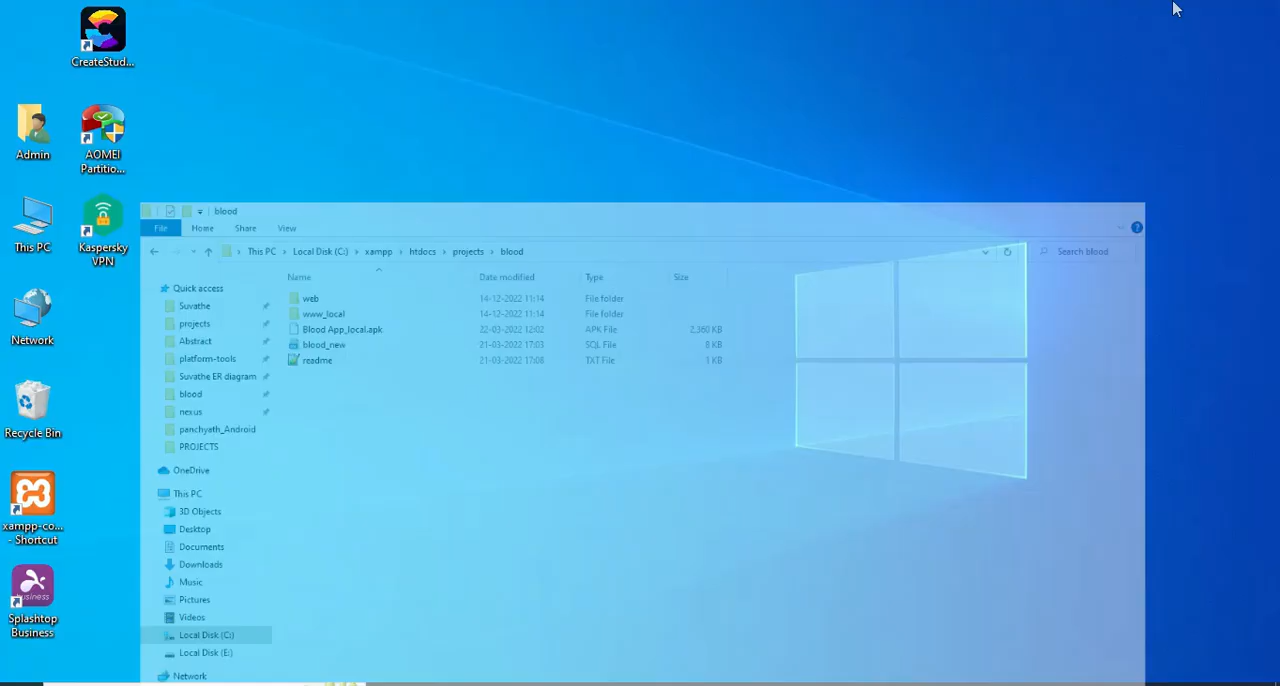 CreateStud...
Admin
AOMEI
Partitio...
This PC
Kaspersky
VPN
Network
Recycle Bin
xampp-co...
- Shortcut
business
Splashtop
Business
blood
File Home Share View
This PC Local Disk (C:) xampp htdocs projects blood
Search blood
Name Date modified Type Size
web 14-12-2022 11:14 File folder
www_local 14-12-2022 11:14 File folder
Blood App_local.apk 22-03-2022 12:02 APK File 2,360 KB
blood_new 21-03-2022 17:03 SQL File 8 KB
readme 21-03-2022 17:08 TXT File 1 KB
Quick access
Suvathe
projects
Abstract
platform-tools
Suvathe ER diagram
blood
nexus
panchyath_Android
PROJECTS
OneDrive
This PC
3D Objects
Desktop
Documents
Downloads
Music
Pictures
Videos
Local Disk (C:)
Local Disk (E:)
Network